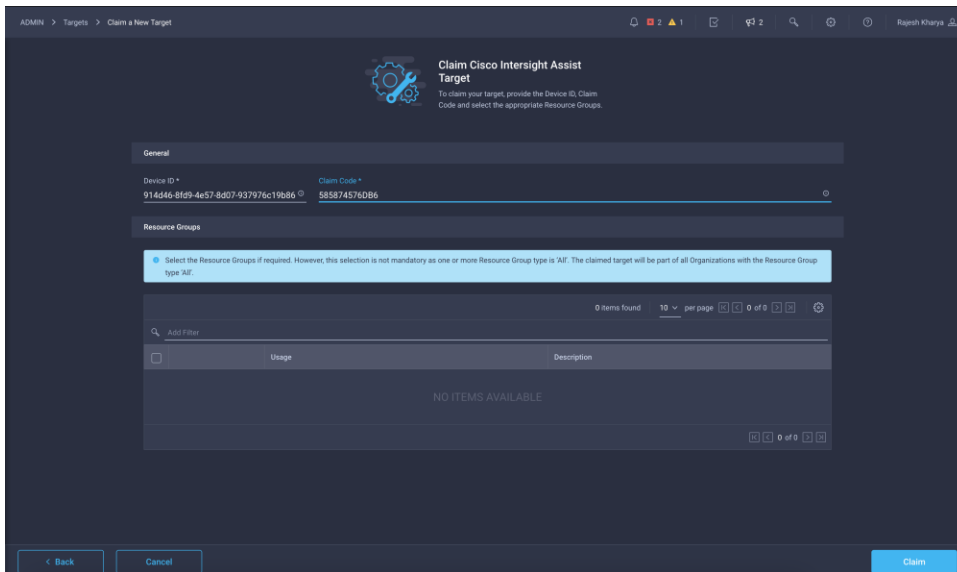 ADMIN > Targets > Claim a New Target
2 1 2 Rajesh Kharya
Claim Cisco Intersight Assist
Target
To claim your target, provide the Device ID, Claim
Code and select the appropriate Resource Groups.
General
Device ID * Claim Code *
914d46-8fd9-4e57-8d07-937976c19b86 585874576DB6
Resource Groups
Select the Resource Groups if required. However, this selection is not mandatory as one or more Resource Group type is 'All'. The claimed target will be part of all Organizations with the Resource Group
type 'All'.
0 items found 10 per page 0 of 0
Add Filter
Usage Description
NO ITEMS AVAILABLE
0 of 0
< Back Cancel Claim